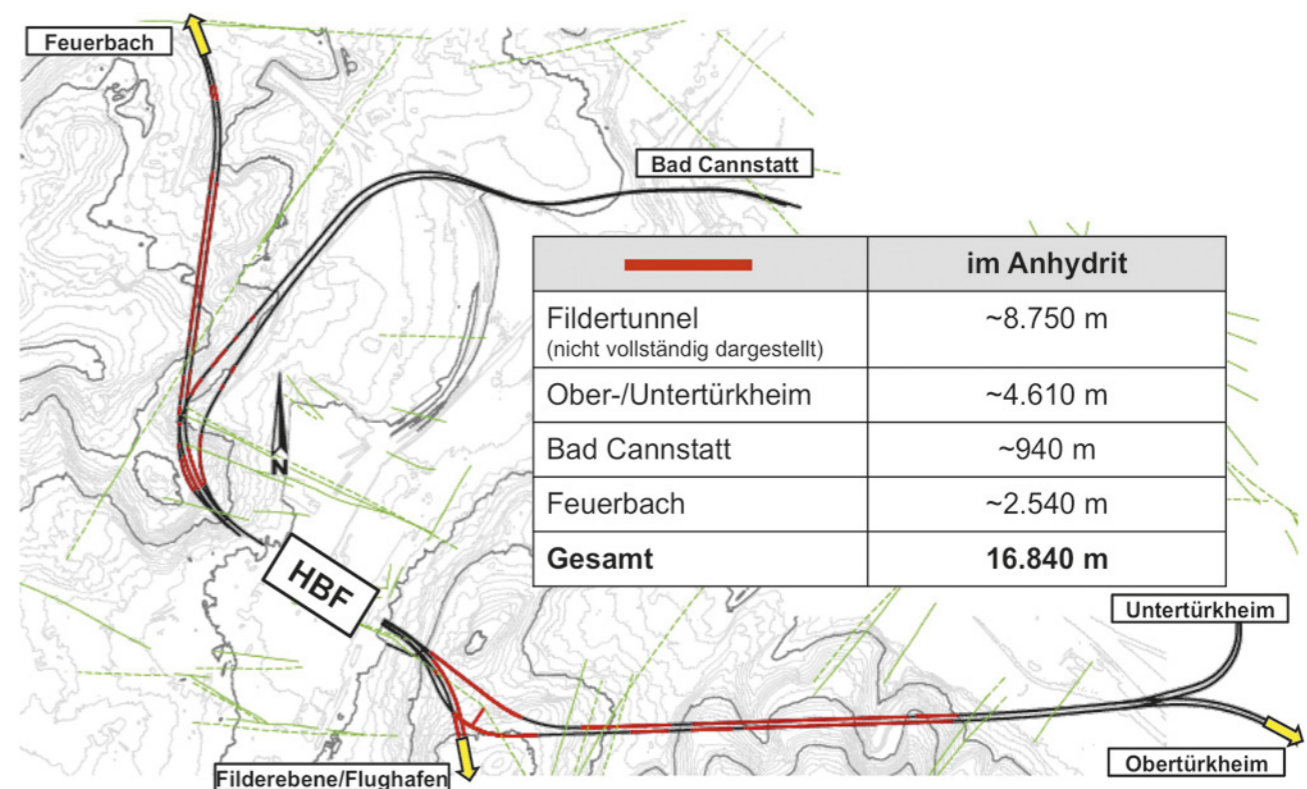 Feuerbach
Bad Cannstatt
im Anhydrit
Fildertunnel
(nicht vollständig dargestellt)
~8.750 m
Ober-/Untertürkheim
~4.610 m
Bad Cannstatt
~940 m
Feuerbach
~2.540 m
Gesamt
16.840 m
N
HBF
Untertürkheim
Filderebene/Flughafen
Obertürkheim